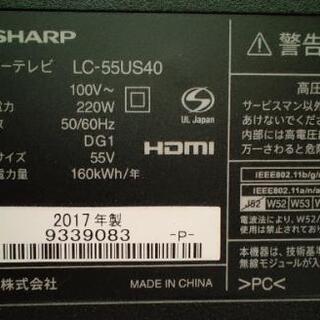 SHARP
ーテレビ LC-55US40
100V～
電力 220W
50/60Hz
DG1
サイズ 55V
160kWh/年
UL Japan
HDMI
2017年製
9339083 -P-
株式会社 MADE IN CHINA
警告
高圧
サービスマン以外
あけないでください
内部には高電圧
万一さわると危険
IEEE802.11b/g/
IEEE802.11a/n/a
J52 W52 W53 W
電波法により、W52/
本機器は、技術基準
無線モジュールが入
>PC<